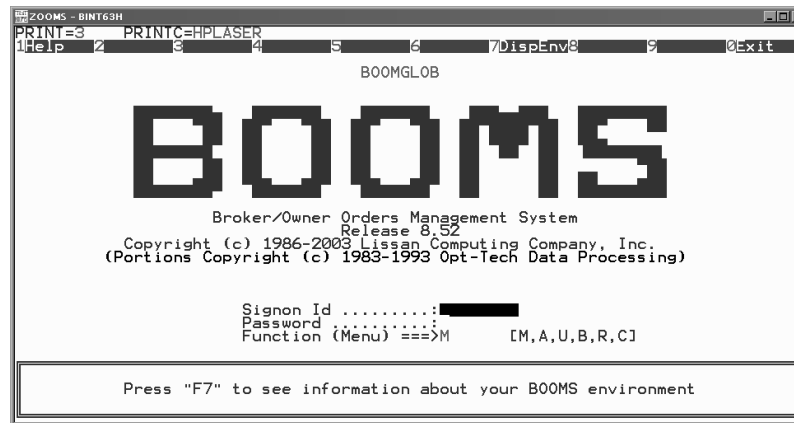 ZOOMS - BINT63H
PRINT=3 PRINTC=HPLASER
1Help 2 3 4 5 6 7DispEnv8 9 0Exit
BOOMGLOB
BOOMS
Broker/Owner Orders Management System
Release 8.52
Copyright (c) 1986-2003 Lissan Computing Company, Inc.
(Portions Copyright (c) 1983-1993 Opt-Tech Data Processing)
Signon Id .........:
Password ..........:
Function (Menu) ===>M [M,A,U,B,R,C]
Press "F7" to see information about your BOOMS environment